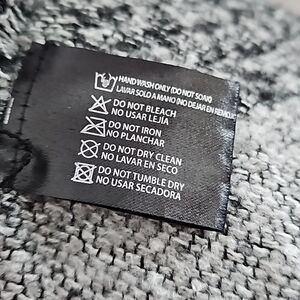 HAND WASH ONLY (DO NOT SOAK)
LAVAR SOLO A MANO (NO DEJAR EN REMOJO)
DO NOT BLEACH
NO USAR LEJÍA
DO NOT IRON
NO PLANCHAR
DO NOT DRY CLEAN
NO LAVAR EN SECO
DO NOT TUMBLE DRY
NO USAR SECADORA